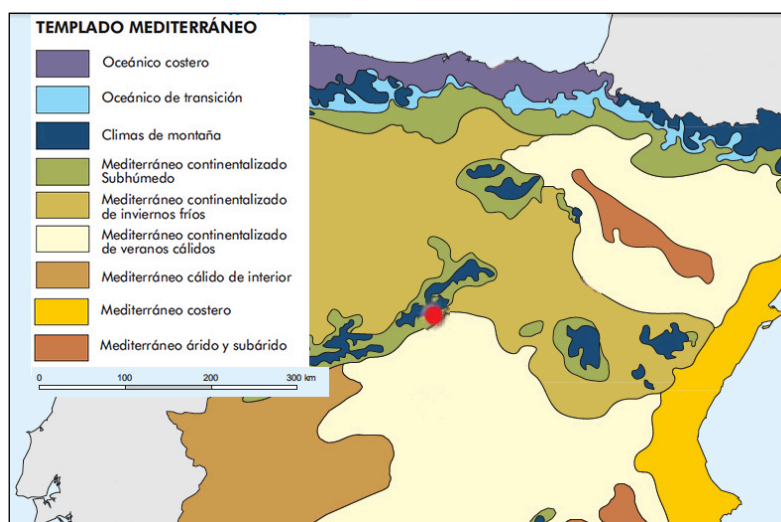 TEMPLADO MEDITERRÁNEO
Oceánico costero
Oceánico de transición
Climas de montaña
Mediterráneo continentalizado
Subhúmedo
Mediterráneo continentalizado
de inviernos fríos
Mediterráneo continentalizado
de veranos cálidos
Mediterráneo cálido de interior
Mediterráneo costero
Mediterráneo árido y subárido
0 100 200 300 km